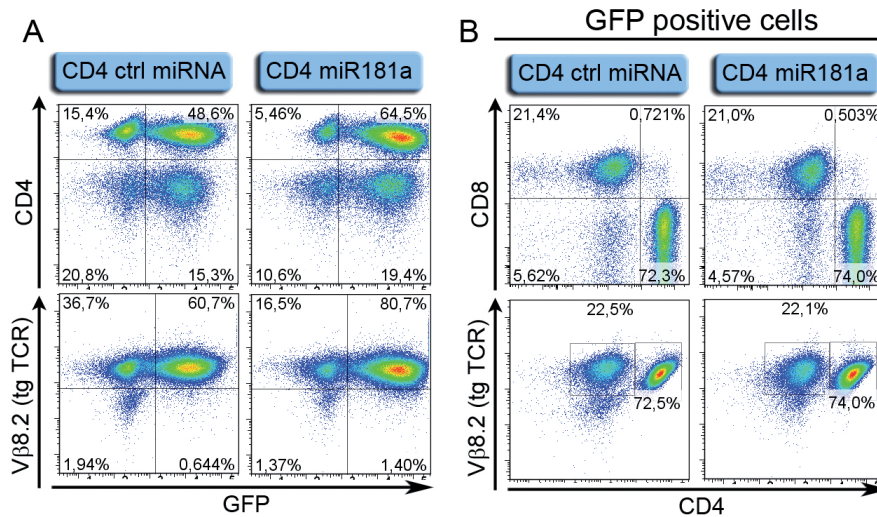 A
B
GFP positive cells
CD4 ctrl miRNA
CD4 miR181a
CD4 ctrl miRNA
CD4 miR181a
CD4
15,4%
48,6%
20,8%
15,3%
5,46%
64,5%
10,6%
19,4%
Vβ8.2 (tg TCR)
36,7%
60,7%
1,94%
0,644%
16,5%
80,7%
1,37%
1,40%
GFP
CD8
21,4%
0,721%
5,62%
72,3%
21,0%
0,503%
4,57%
74,0%
Vβ8.2 (tg TCR)
22,5%
72,5%
22,1%
74,0%
CD4